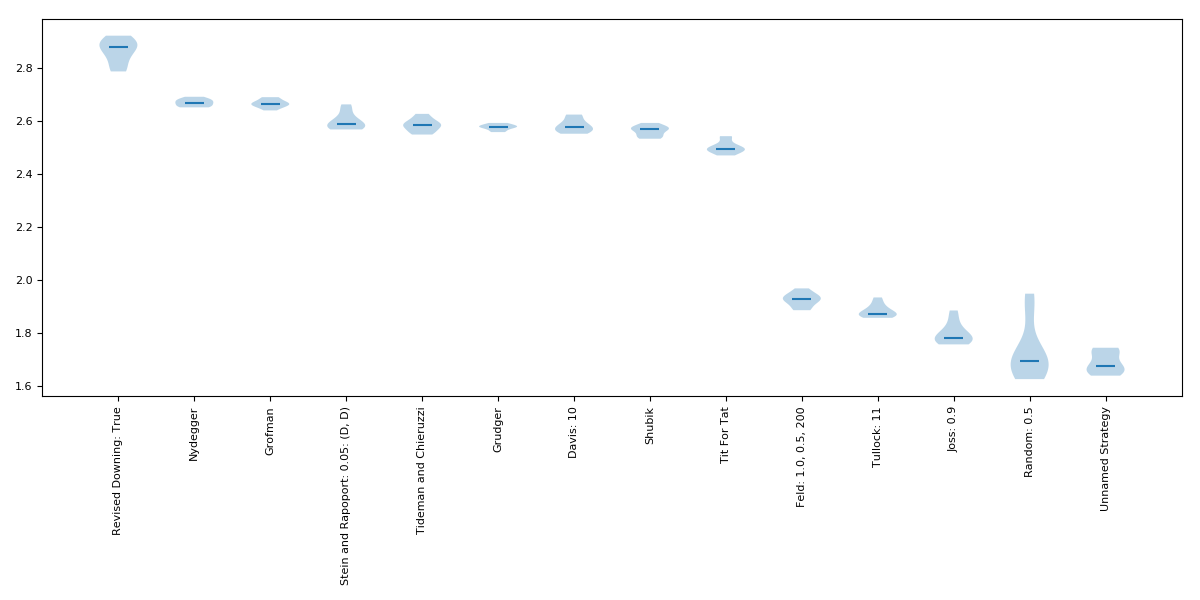 2.8
2.6
2.4
2.2
2.0
1.8
1.6
Revised Downing: True
Nydegger
Grofman
Stein and Rapoport: 0.05: (D, D)
Tideman and Chieruzzi
Grudger
Davis: 10
Shubik
Tit For Tat
Feld: 1.0, 0.5, 200
Tullock: 11
Joss: 0.9
Random: 0.5
Unnamed Strategy